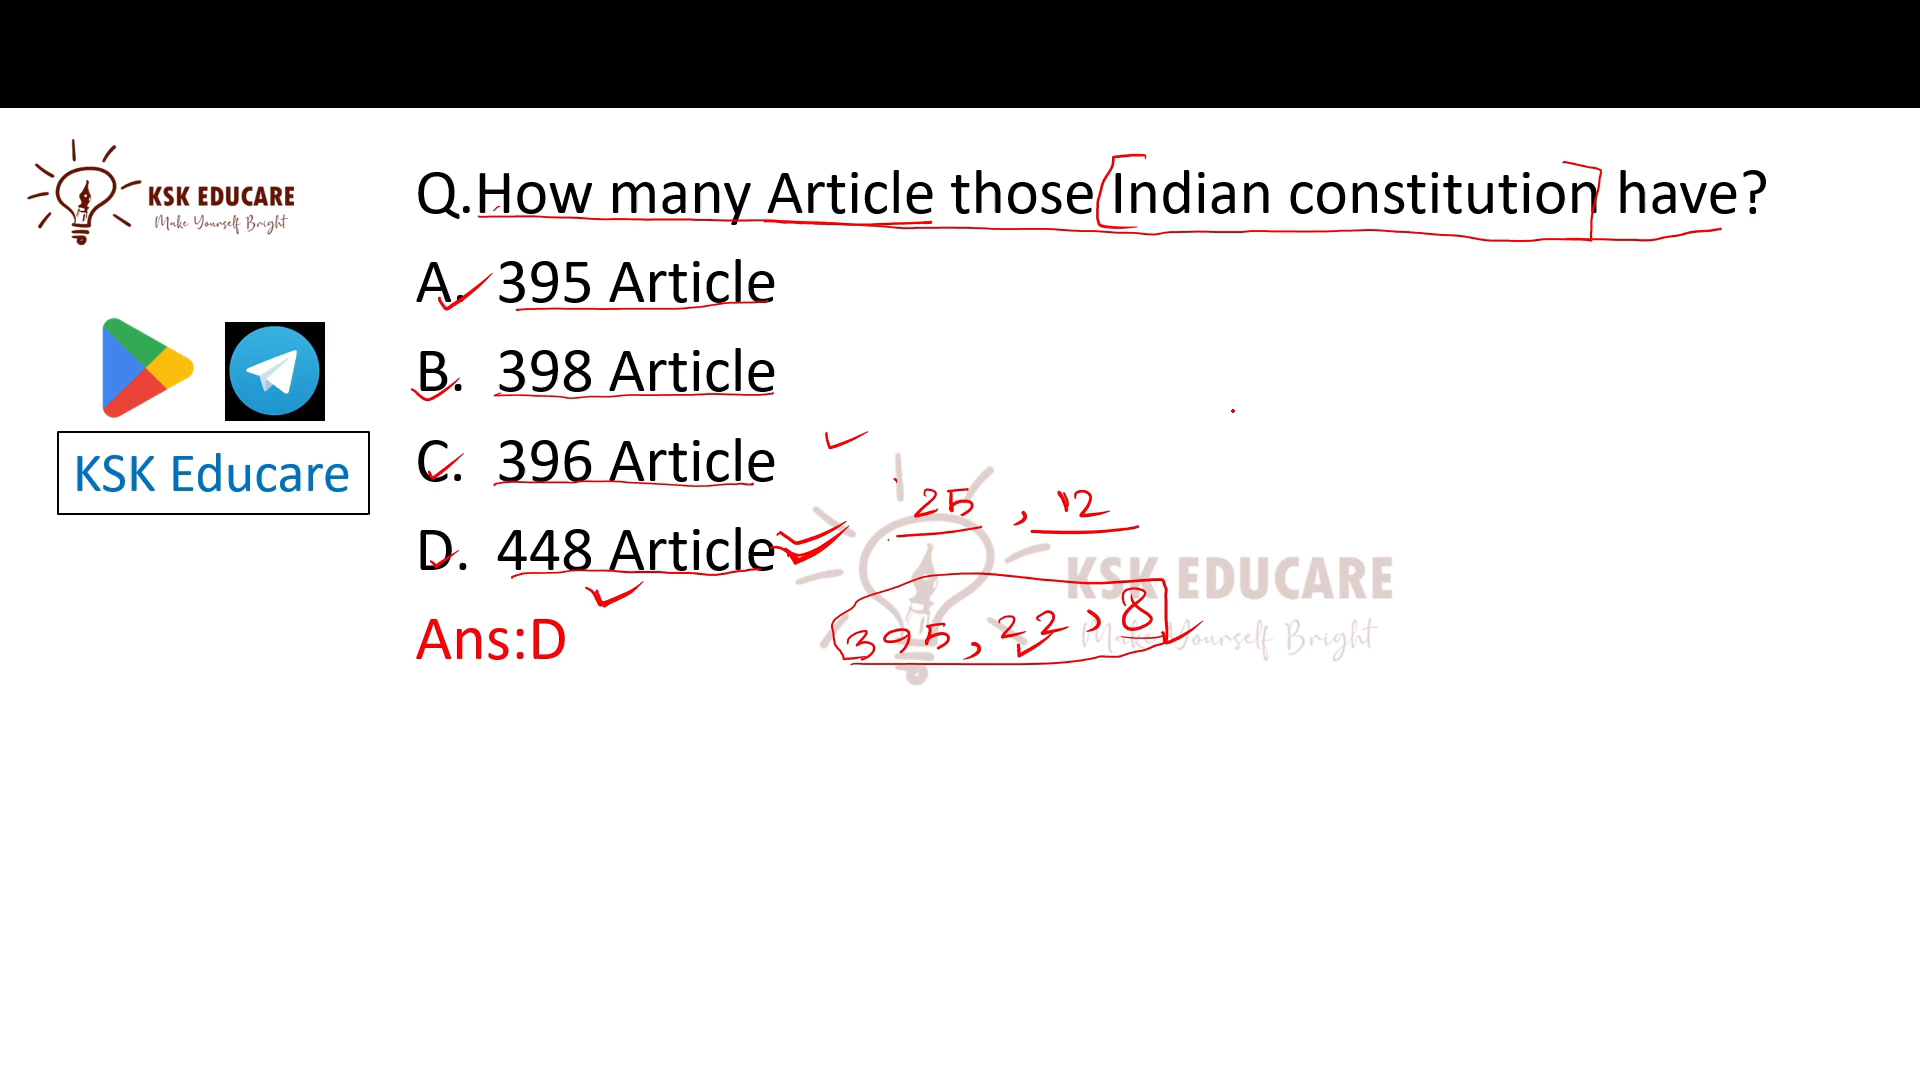 KSK EDUCARE
Make Yourself Bright
Q.How many Article those Indian constitution have?
A. 395 Article
B. 398 Article
C. 396 Article
D. 448 Article
Ans:D
KSK Educare
25 , 12
395, 22, 8
KSK EDUCARE
Make Yourself Bright